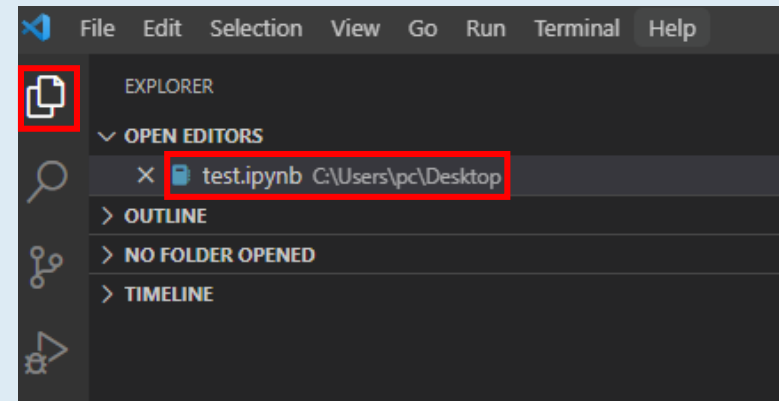 File Edit Selection View Go Run Terminal Help
EXPLORER
OPEN EDITORS
test.ipynb C:\Users\pc\Desktop
OUTLINE
NO FOLDER OPENED
TIMELINE